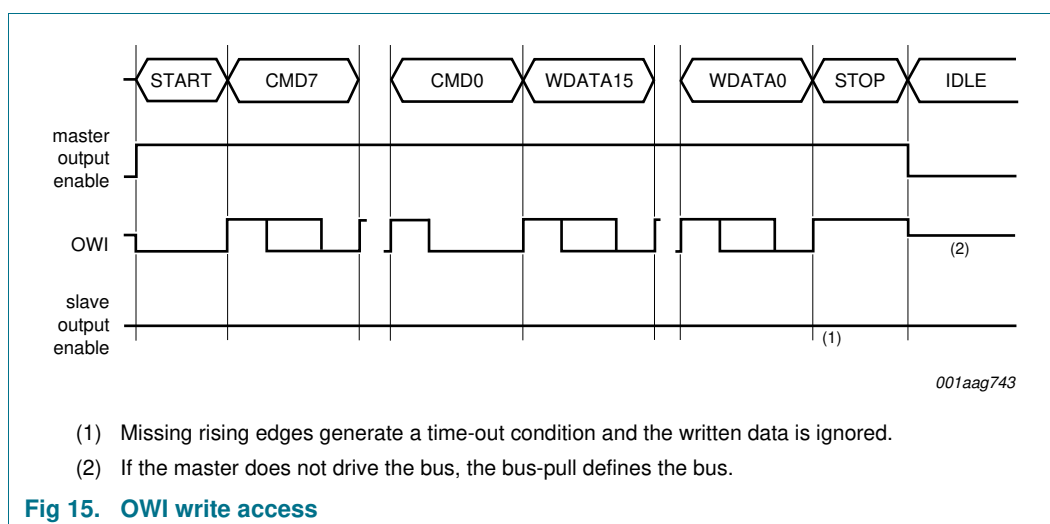 START CMD7 CMD0 WDATA15 WDATA0 STOP IDLE
master
output
enable
OWI
(2)
slave
output
enable
(1)
001aag743
(1) Missing rising edges generate a time-out condition and the written data is ignored.
(2) If the master does not drive the bus, the bus-pull defines the bus.
Fig 15. OWI write access